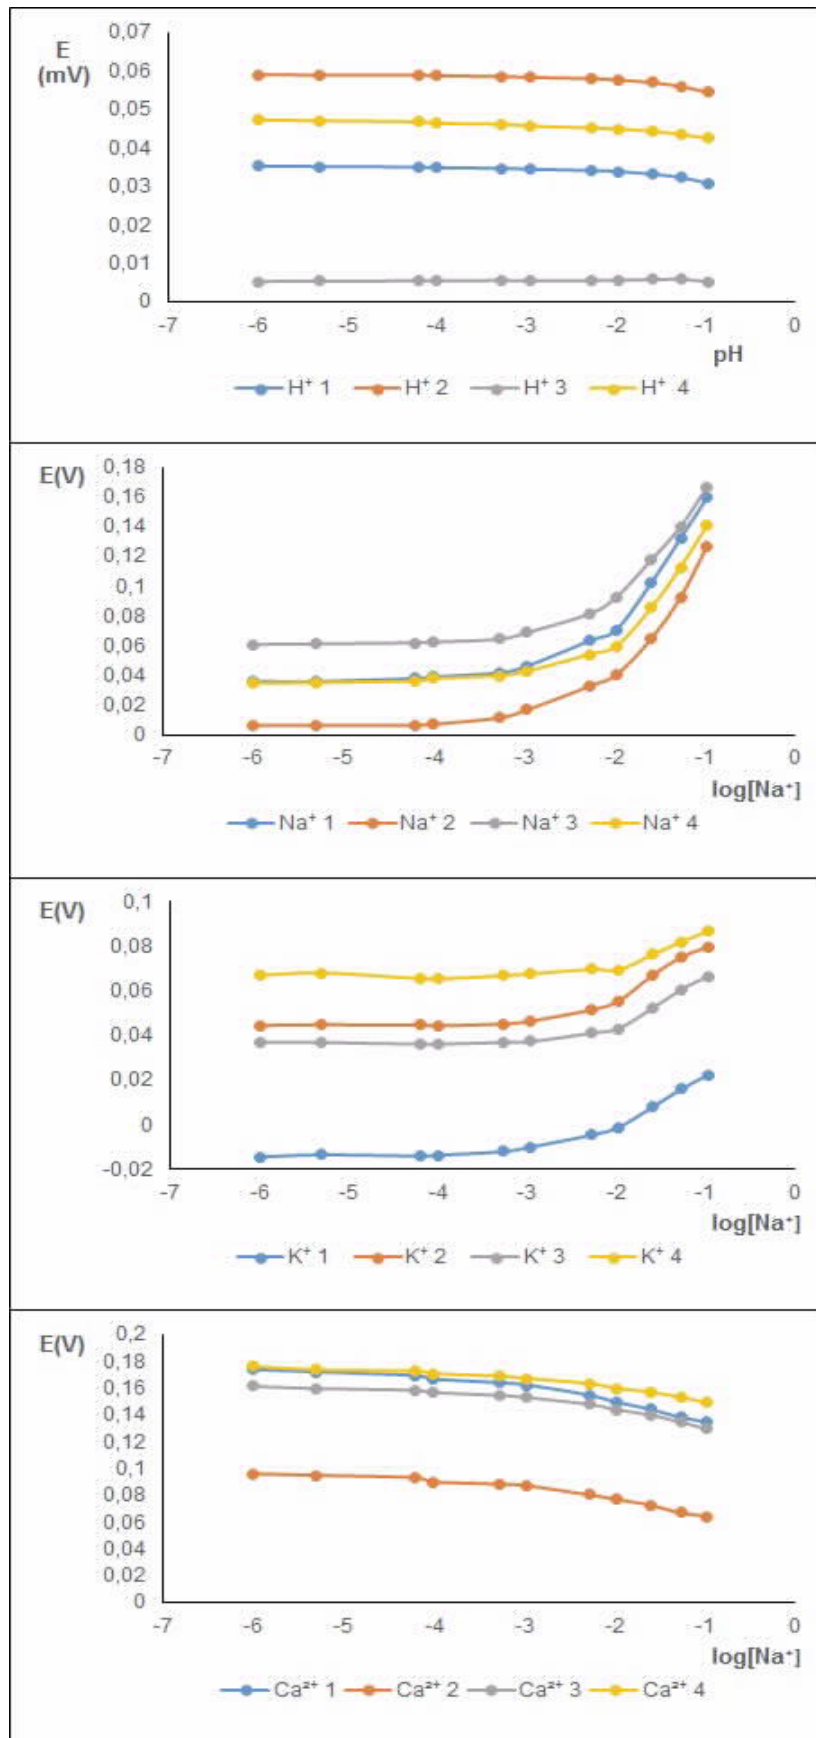 E
(mV)
0,07
0,06
0,05
0,04
0,03
0,02
0,01
0
-7 -6 -5 -4 -3 -2 -1 0
pH
H⁺ 1 H⁺ 2 H⁺ 3 H⁺ 4
E(V)
0,18
0,16
0,14
0,12
0,1
0,08
0,06
0,04
0,02
0
-7 -6 -5 -4 -3 -2 -1 0
log[Na⁺]
Na⁺ 1 Na⁺ 2 Na⁺ 3 Na⁺ 4
E(V)
0,1
0,08
0,06
0,04
0,02
0
-0,02
-7 -6 -5 -4 -3 -2 -1 0
log[Na⁺]
K⁺ 1 K⁺ 2 K⁺ 3 K⁺ 4
E(V)
0,2
0,18
0,16
0,14
0,12
0,1
0,08
0,06
0,04
0,02
0
-7 -6 -5 -4 -3 -2 -1 0
log[Na⁺]
Ca²⁺ 1 Ca²⁺ 2 Ca²⁺ 3 Ca²⁺ 4